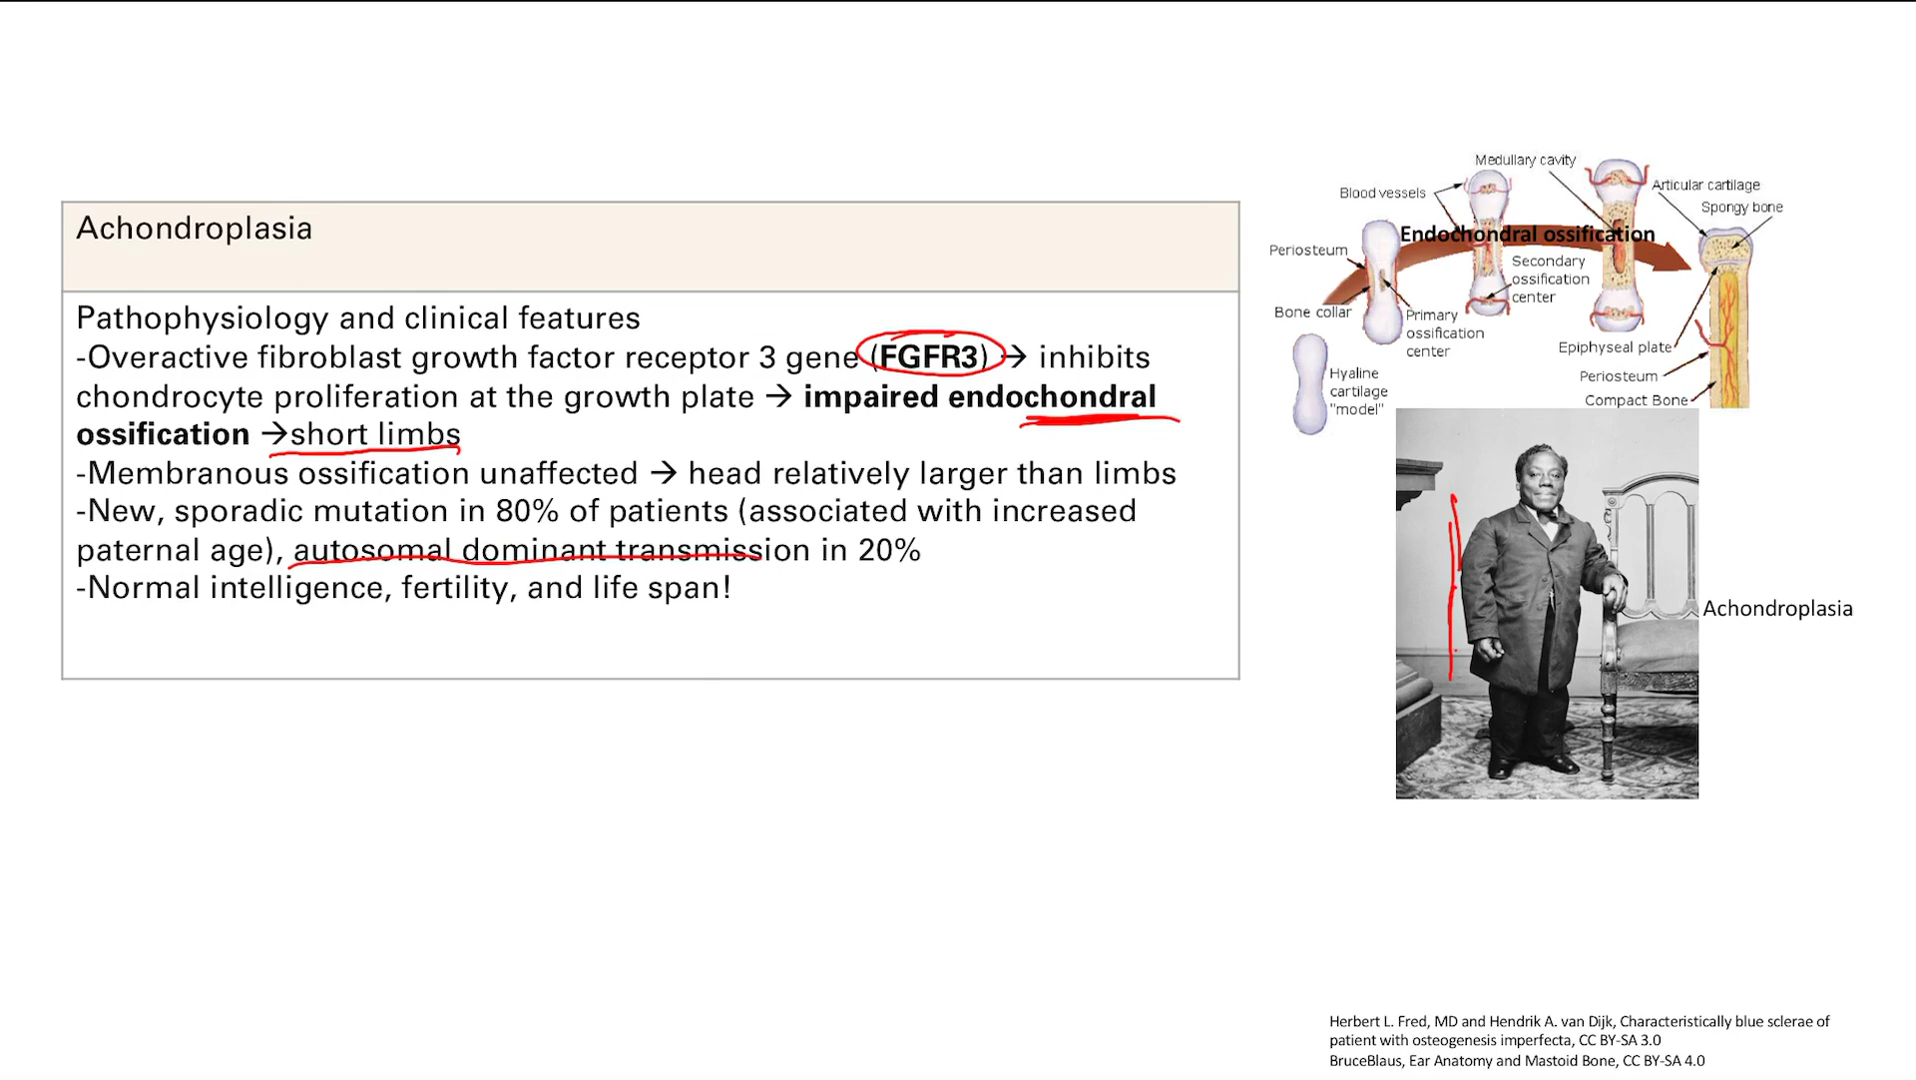 Achondroplasia
Pathophysiology and clinical features
-Overactive fibroblast growth factor receptor 3 gene (FGFR3) → inhibits
chondrocyte proliferation at the growth plate → impaired endochondral
ossification →short limbs
-Membranous ossification unaffected → head relatively larger than limbs
-New, sporadic mutation in 80% of patients (associated with increased
paternal age), autosomal dominant transmission in 20%
-Normal intelligence, fertility, and life span!
Medullary cavity
Blood vessels
Articular cartilage
Spongy bone
Endochondral ossification
Periosteum
Secondary
ossification
center
Bone collar
Primary
ossification
center
Epiphyseal plate
Hyaline
cartilage
"model"
Periosteum
Compact Bone
Achondroplasia
Herbert L. Fred, MD and Hendrik A. van Dijk, Characteristically blue sclerae of
patient with osteogenesis imperfecta, CC BY-SA 3.0
BruceBlaus, Ear Anatomy and Mastoid Bone, CC BY-SA 4.0